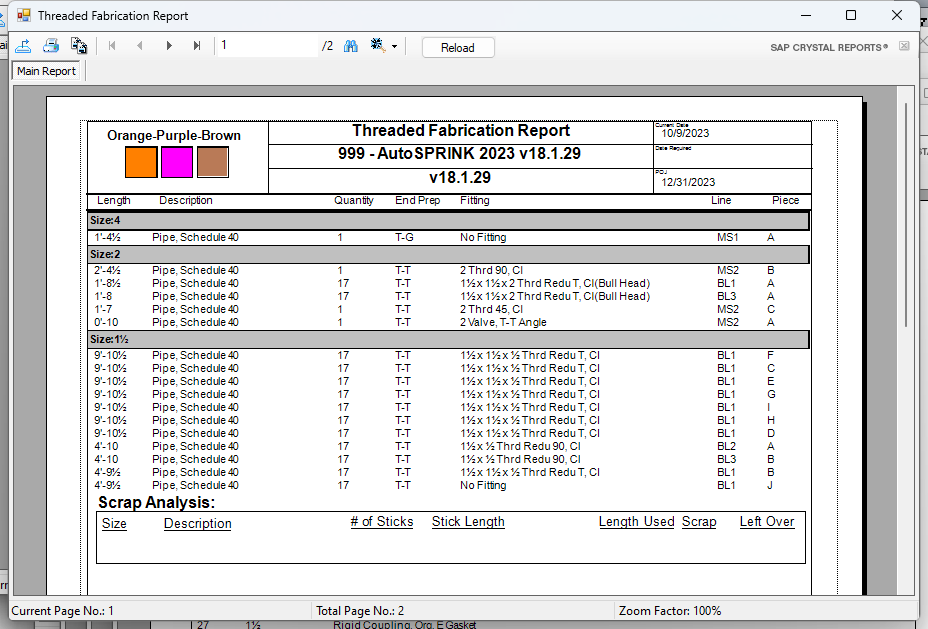 Threaded Fabrication Report
1 /2 Reload SAP CRYSTAL REPORTS®
Main Report
Orange-Purple-Brown
Threaded Fabrication Report
999 - AutoSPRINK 2023 v18.1.29
v18.1.29
Current Date
10/9/2023
Date Required
POJ
12/31/2023
Length Description Quantity End Prep Fitting Line Piece
Size:4
1'-4½ Pipe, Schedule 40 1 T-G No Fitting MS1 A
Size:2
2'-4½ Pipe, Schedule 40 1 T-T 2 Thrd 90, CI MS2 B
1'-8½ Pipe, Schedule 40 17 T-T 1½ x 1½ x 2 Thrd Redu T, CI(Bull Head) BL1 A
1'-8 Pipe, Schedule 40 17 T-T 1½ x 1½ x 2 Thrd Redu T, CI(Bull Head) BL3 A
1'-7 Pipe, Schedule 40 1 T-T 2 Thrd 45, CI MS2 C
0'-10 Pipe, Schedule 40 1 T-T 2 Valve, T-T Angle MS2 A
Size:1½
9'-10½ Pipe, Schedule 40 17 T-T 1½ x 1½ x ½ Thrd Redu T, CI BL1 F
9'-10½ Pipe, Schedule 40 17 T-T 1½ x 1½ x ½ Thrd Redu T, CI BL1 C
9'-10½ Pipe, Schedule 40 17 T-T 1½ x 1½ x ½ Thrd Redu T, CI BL1 E
9'-10½ Pipe, Schedule 40 17 T-T 1½ x 1½ x ½ Thrd Redu T, CI BL1 G
9'-10½ Pipe, Schedule 40 17 T-T 1½ x 1½ x ½ Thrd Redu T, CI BL1 I
9'-10½ Pipe, Schedule 40 17 T-T 1½ x 1½ x ½ Thrd Redu T, CI BL1 H
9'-10½ Pipe, Schedule 40 17 T-T 1½ x 1½ x ½ Thrd Redu T, CI BL1 D
4'-10 Pipe, Schedule 40 17 T-T 1½ x ½ Thrd Redu 90, CI BL2 A
4'-10 Pipe, Schedule 40 17 T-T 1½ x ½ Thrd Redu 90, CI BL3 B
4'-9½ Pipe, Schedule 40 17 T-T 1½ x 1½ x ½ Thrd Redu T, CI BL1 B
4'-9½ Pipe, Schedule 40 17 T-T No Fitting BL1 J
Scrap Analysis:
Size Description # of Sticks Stick Length Length Used Scrap Left Over
Current Page No.: 1 Total Page No.: 2 Zoom Factor: 100%
27 1½ Rigid Coupling, Org, E Gasket